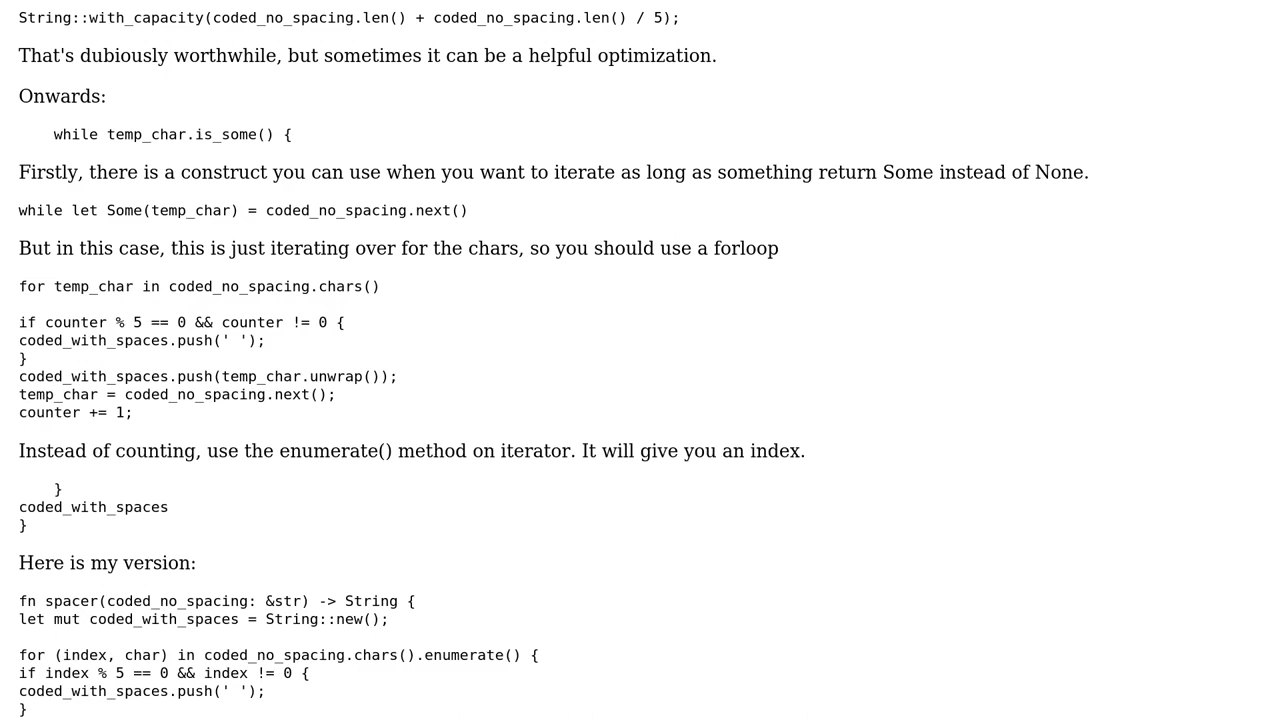 String::with_capacity(coded_no_spacing.len() + coded_no_spacing.len() / 5);
That's dubiously worthwhile, but sometimes it can be a helpful optimization.
Onwards:
    while temp_char.is_some() {
Firstly, there is a construct you can use when you want to iterate as long as something return Some instead of None.
while let Some(temp_char) = coded_no_spacing.next()
But in this case, this is just iterating over for the chars, so you should use a forloop
for temp_char in coded_no_spacing.chars()
if counter % 5 == 0 && counter != 0 {
coded_with_spaces.push(' ');
}
coded_with_spaces.push(temp_char.unwrap());
temp_char = coded_no_spacing.next();
counter += 1;
Instead of counting, use the enumerate() method on iterator. It will give you an index.
    }
coded_with_spaces
}
Here is my version:
fn spacer(coded_no_spacing: &str) -> String {
let mut coded_with_spaces = String::new();
for (index, char) in coded_no_spacing.chars().enumerate() {
if index % 5 == 0 && index != 0 {
coded_with_spaces.push(' ');
}